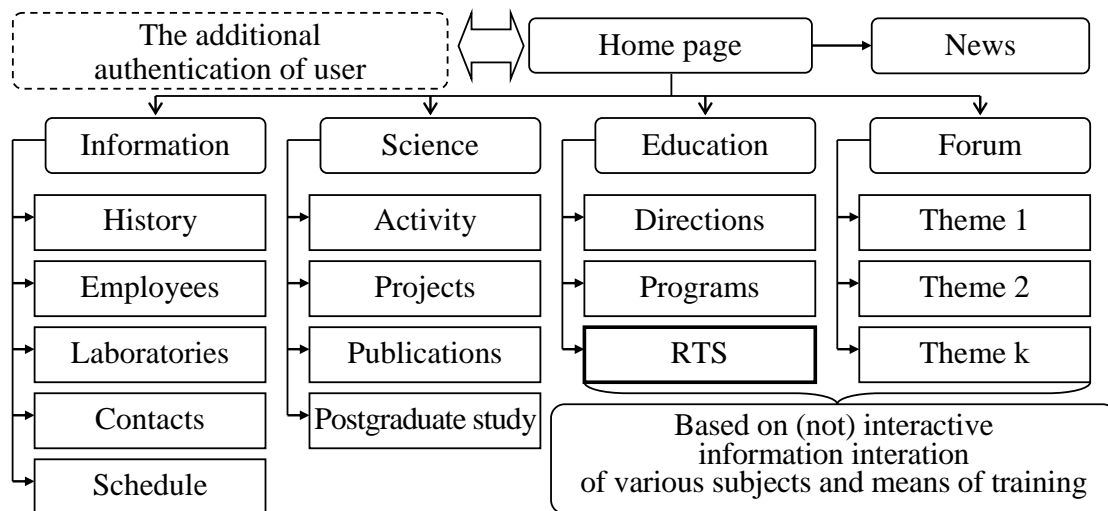 The additional
authentication of user
Home page
News
Information
Science
Education
Forum
History
Activity
Directions
Theme 1
Employees
Projects
Programs
Theme 2
Laboratories
Publications
RTS
Theme k
Contacts
Postgraduate study
Schedule
Based on (not) interactive
information interation
of various subjects and means of training